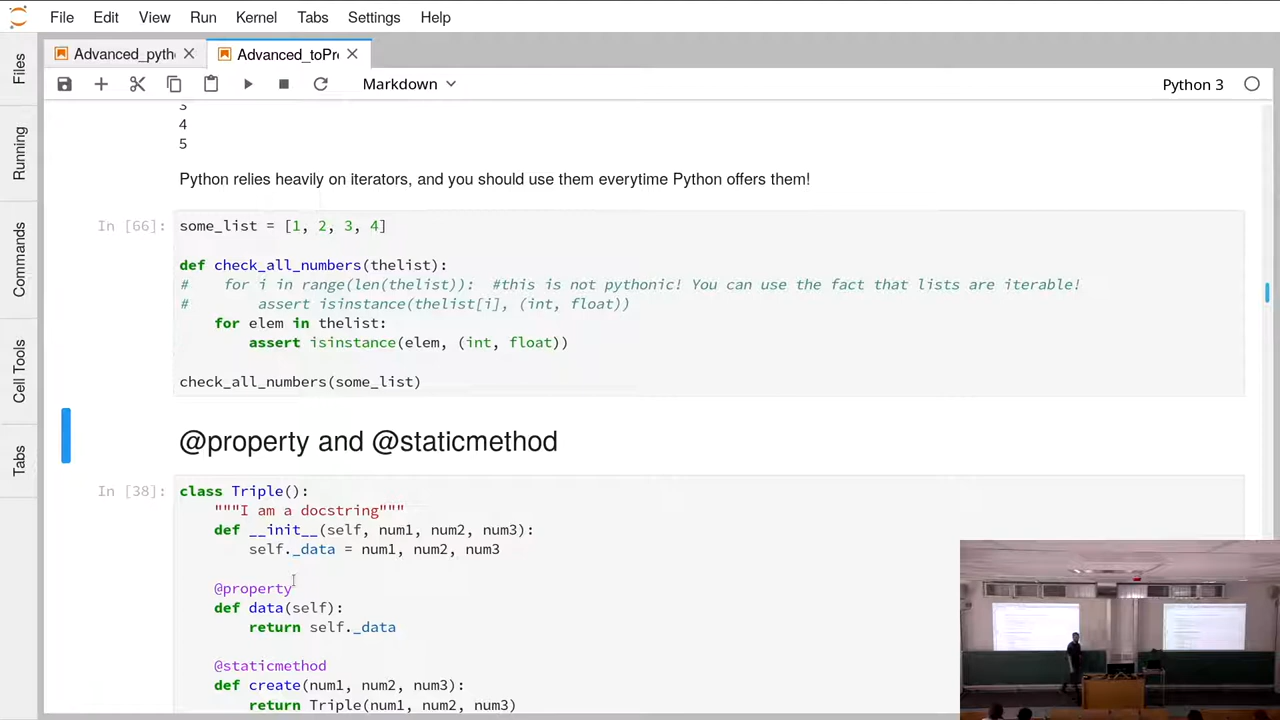 File Edit View Run Kernel Tabs Settings Help
Advanced_pyth
Advanced_toPr
Markdown
Python 3
Files
Running
Commands
Cell Tools
Tabs
3
4
5
Python relies heavily on iterators, and you should use them everytime Python offers them!
In [66]:
some_list = [1, 2, 3, 4]
def check_all_numbers(thelist):
#    for i in range(len(thelist)):  #this is not pythonic! You can use the fact that lists are iterable!
#        assert isinstance(thelist[i], (int, float))
    for elem in thelist:
        assert isinstance(elem, (int, float))
check_all_numbers(some_list)
@property and @staticmethod
In [38]:
class Triple():
    """I am a docstring"""
    def __init__(self, num1, num2, num3):
        self._data = num1, num2, num3
    @property
    def data(self):
        return self._data
    @staticmethod
    def create(num1, num2, num3):
        return Triple(num1, num2, num3)